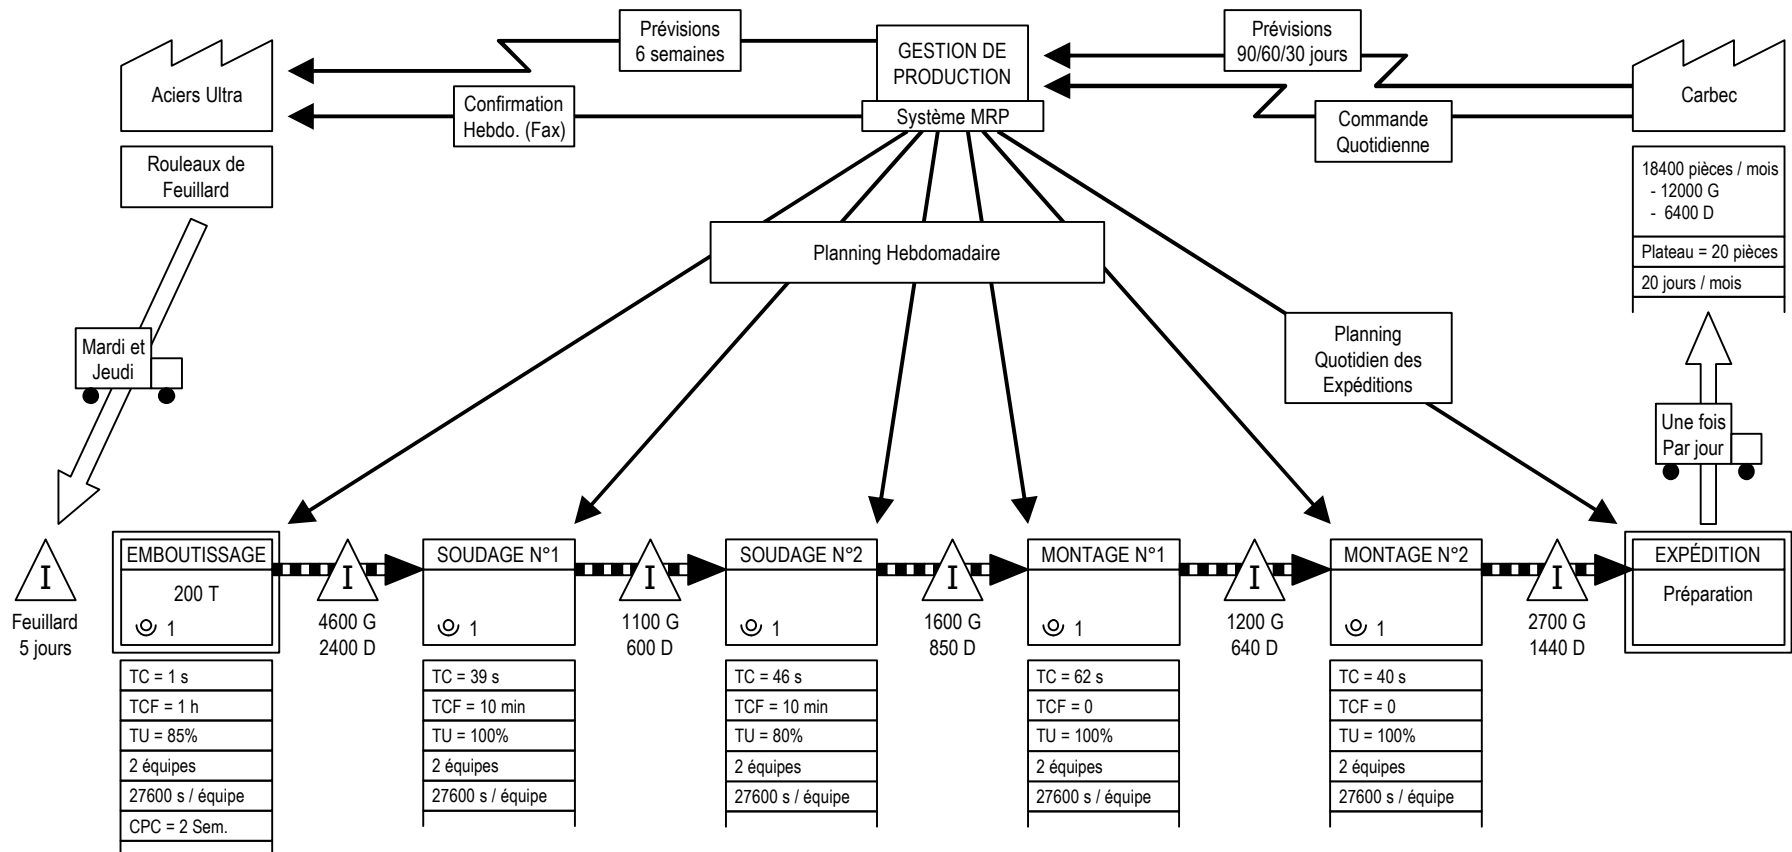 Prévisions
6 semaines
GESTION DE
PRODUCTION
Système MRP
Prévisions
90/60/30 jours
Aciers Ultra
Confirmation
Hebdo. (Fax)
Commande
Quotidienne
Carbec
Rouleaux de
Feuillard
18400 pièces / mois
- 12000 G
- 6400 D
Plateau = 20 pièces
20 jours / mois
Planning Hebdomadaire
Mardi et
Jeudi
Planning
Quotidien des
Expéditions
Une fois
Par jour
I
Feuillard
5 jours
EMBOUTISSAGE
200 T
1
TC = 1 s
TCF = 1 h
TU = 85%
2 équipes
27600 s / équipe
CPC = 2 Sem.
I
4600 G
2400 D
SOUDAGE N°1
1
TC = 39 s
TCF = 10 min
TU = 100%
2 équipes
27600 s / équipe
I
1100 G
600 D
SOUDAGE N°2
1
TC = 46 s
TCF = 10 min
TU = 80%
2 équipes
27600 s / équipe
I
1600 G
850 D
MONTAGE N°1
1
TC = 62 s
TCF = 0
TU = 100%
2 équipes
27600 s / équipe
I
1200 G
640 D
MONTAGE N°2
1
TC = 40 s
TCF = 0
TU = 100%
2 équipes
27600 s / équipe
I
2700 G
1440 D
EXPÉDITION
Préparation